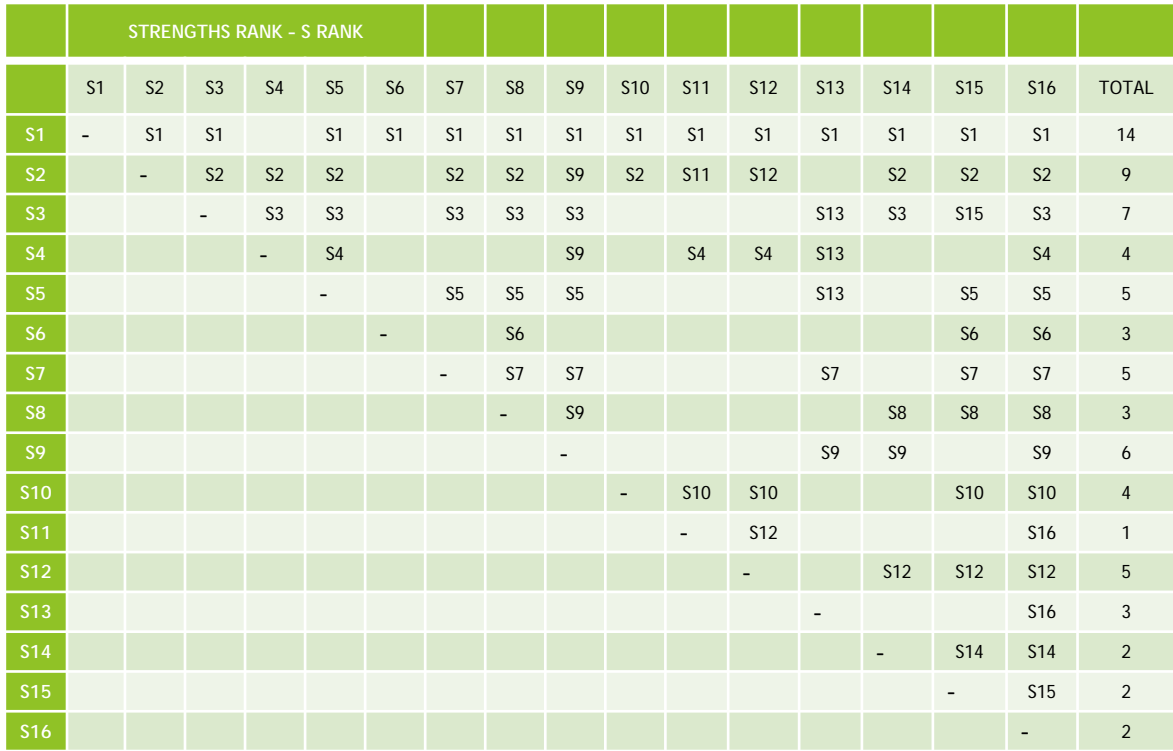 STRENGTHS RANK - S RANK
S1 S2 S3 S4 S5 S6 S7 S8 S9 S10 S11 S12 S13 S14 S15 S16 TOTAL
S1 - S1 S1 S1 S1 S1 S1 S1 S1 S1 S1 S1 S1 S1 S1 14
S2 - S2 S2 S2 S2 S2 S9 S2 S11 S12 S2 S2 S2 9
S3 - S3 S3 S3 S3 S3 S13 S3 S15 S3 7
S4 - S4 S9 S4 S4 S13 S4 4
S5 - S5 S5 S5 S13 S5 S5 5
S6 - S6 S6 S6 3
S7 - S7 S7 S7 S7 S7 5
S8 - S9 S8 S8 S8 3
S9 - S9 S9 S9 6
S10 - S10 S10 S10 S10 4
S11 - S12 S16 1
S12 - S12 S12 S12 5
S13 - S16 3
S14 - S14 S14 2
S15 - S15 2
S16 - 2